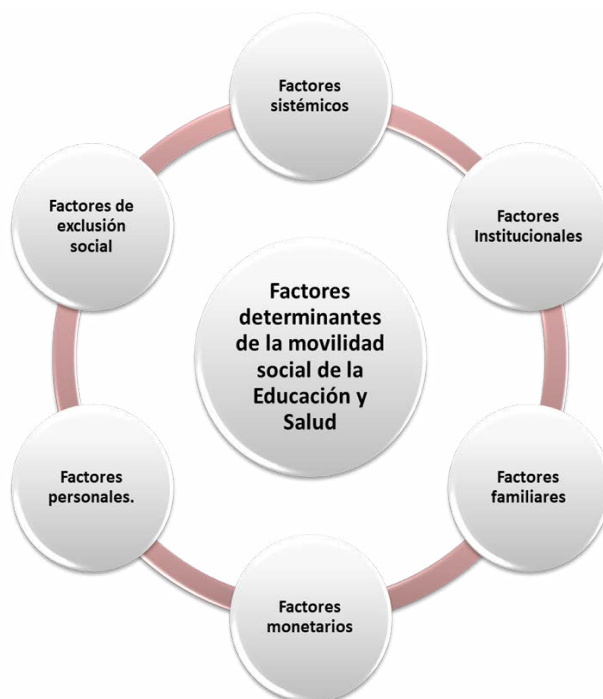 Factores
sistémicos
Factores
Institucionales
Factores
familiares
Factores
monetarios
Factores
personales.
Factores de
exclusión
social
Factores
determinantes
de la movilidad
social de la
Educación y
Salud